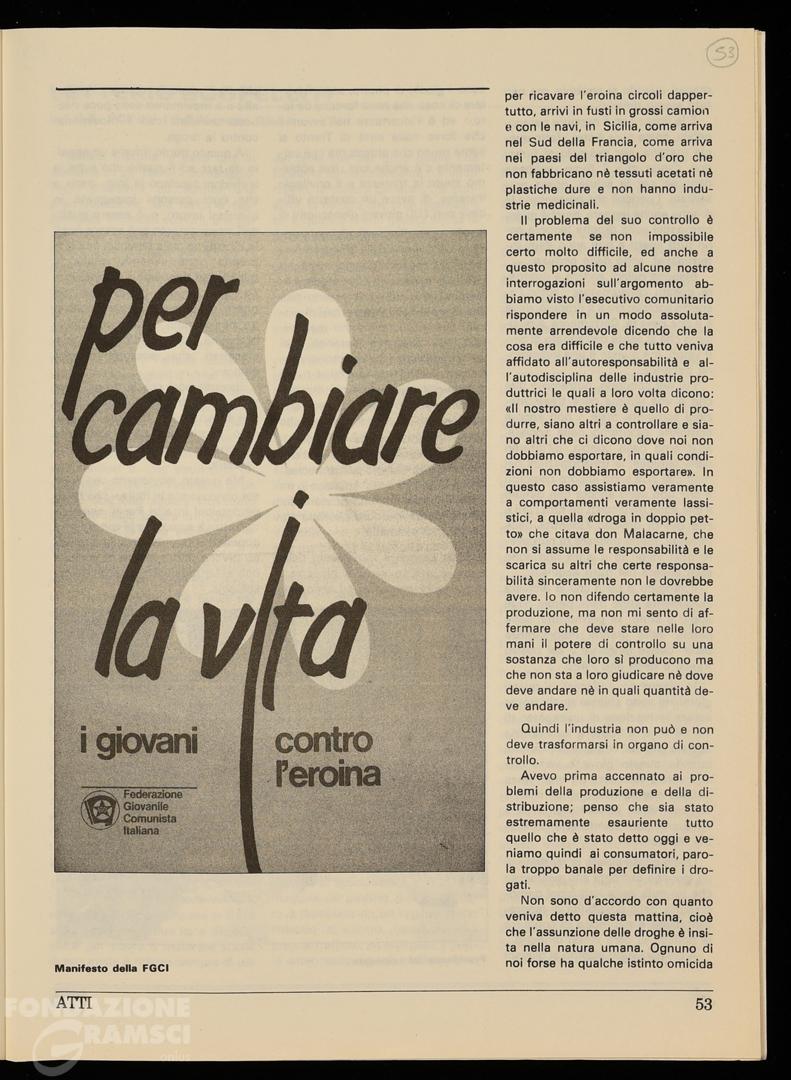 53
per
cambiare
la vita
i giovani
contro
l'eroina
Federazione
Giovanile
Comunista
Italiana
Manifesto della FGCI
per ricavare l'eroina circoli dapper-
tutto, arrivi in fusti in grossi camion
e con le navi, in Sicilia, come arriva
nel Sud della Francia, come arriva
nei paesi del triangolo d'oro che
non fabbricano nè tessuti acetati nè
plastiche dure e non hanno indu-
strie medicinali.
Il problema del suo controllo è
certamente se non impossibile
certo molto difficile, ed anche a
questo proposito ad alcune nostre
interrogazioni sull'argomento ab-
biamo visto l'esecutivo comunitario
rispondere in un modo assoluta-
mente arrendevole dicendo che la
cosa era difficile e che tutto veniva
affidato all'autoresponsabilità e al-
l'autodisciplina delle industrie pro-
duttrici le quali a loro volta dicono:
«Il nostro mestiere è quello di pro-
durre, siano altri a controllare e sia-
no altri che ci dicono dove noi non
dobbiamo esportare, in quali condi-
zioni non dobbiamo esportare». In
questo caso assistiamo veramente
a comportamenti veramente lassi-
stici, a quella «droga in doppio pet-
to» che citava don Malacarne, che
non si assume le responsabilità e le
scarica su altri che certe responsa-
bilità sinceramente non le dovrebbe
avere. Io non difendo certamente la
produzione, ma non mi sento di af-
fermare che deve stare nelle loro
mani il potere di controllo su una
sostanza che loro sì producono ma
che non sta a loro giudicare nè dove
deve andare nè in quali quantità de-
ve andare.
Quindi l'industria non può e non
deve trasformarsi in organo di con-
trollo.
Avevo prima accennato ai pro-
blemi della produzione e della di-
stribuzione; penso che sia stato
estremamente esauriente tutto
quello che è stato detto oggi e ve-
niamo quindi ai consumatori, paro-
la troppo banale per definire i dro-
gati.
Non sono d'accordo con quanto
veniva detto questa mattina, cioè
che l'assunzione delle droghe è insi-
ta nella natura umana. Ognuno di
noi forse ha qualche istinto omicida
ATTI
53
FONDAZIONE
GRAMSCI
onlus